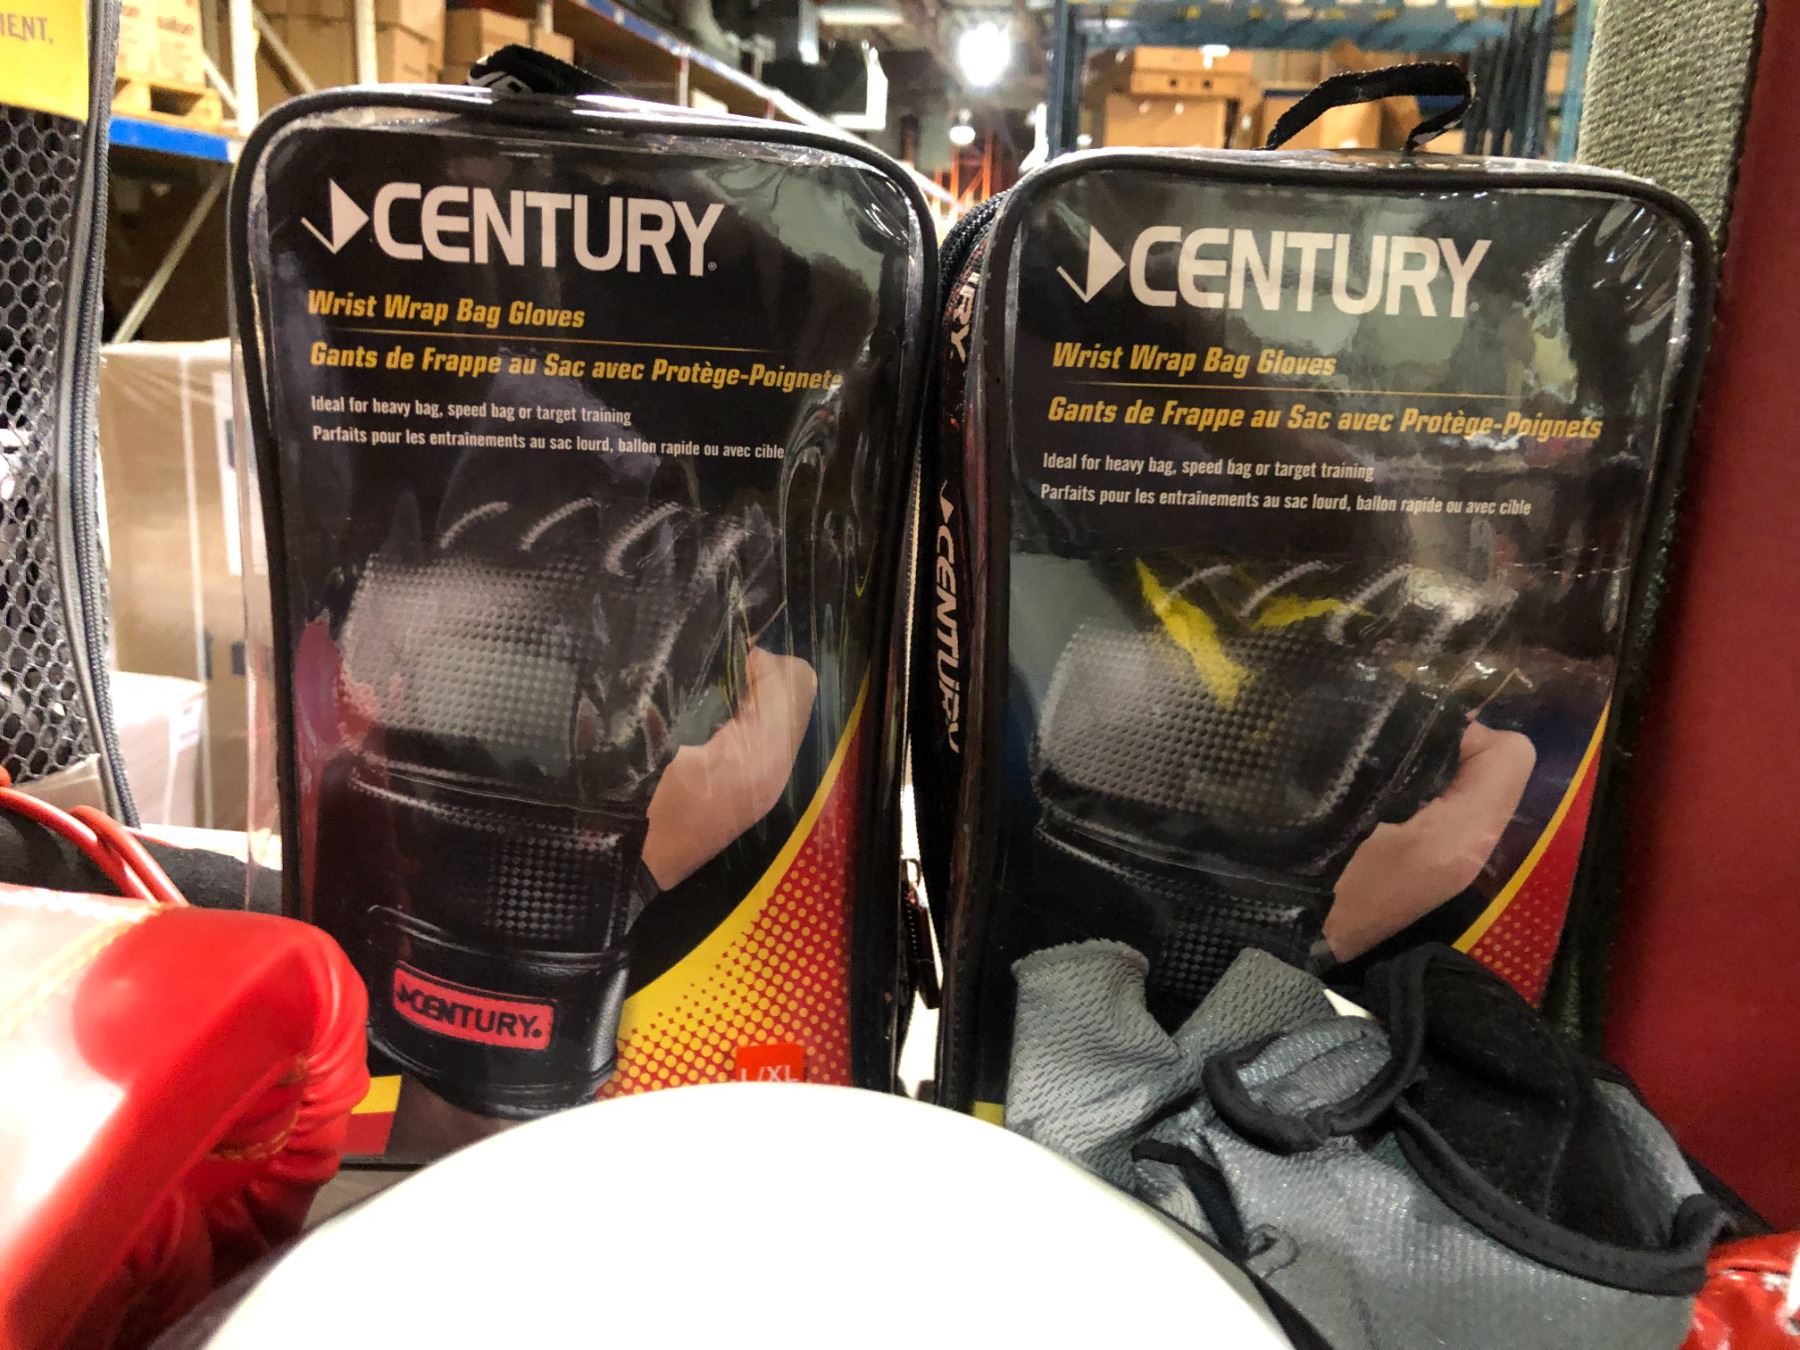 IENT.
CENTURY®
Wrist Wrap Bag Gloves
Gants de Frappe au Sac avec Protège-Poignets
Ideal for heavy bag, speed bag or target training
Parfaits pour les entraînements au sac lourd, ballon rapide ou avec cible
CENTURY®
L/XL
CENTURY
CENTURY
Wrist Wrap Bag Gloves
Gants de Frappe au Sac avec Protège-Poignets
Ideal for heavy bag, speed bag or target training
Parfaits pour les entraînements au sac lourd, ballon rapide ou avec cible